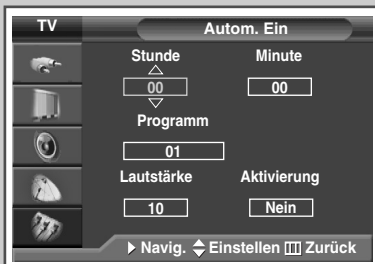 TV Autom. Ein
Stunde Minute
00 00
Programm
01
Lautstärke Aktivierung
10 Nein
Navig. Einstellen Zurück